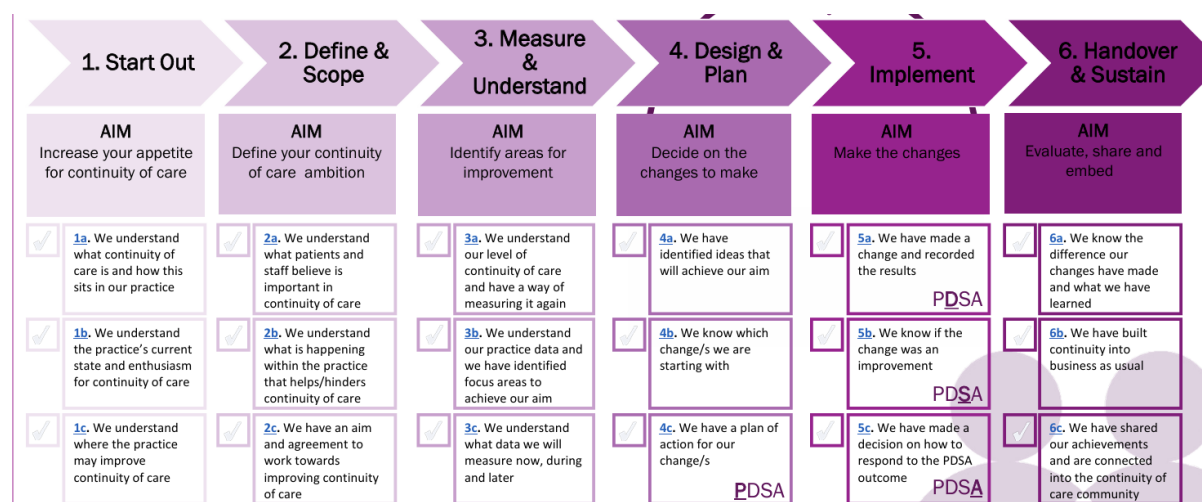 1. Start Out
2. Define &
Scope
3. Measure
&
Understand
4. Design &
Plan
5.
Implement
6. Handover
& Sustain
AIM
Increase your appetite
for continuity of care
AIM
Define your continuity
of care ambition
AIM
Identify areas for
improvement
AIM
Decide on the
changes to make
AIM
Make the changes
AIM
Evaluate, share and
embed
1a. We understand
what continuity of
care is and how this
sits in our practice
2a. We understand
what patients and
staff believe is
important in
continuity of care
3a. We understand
our level of
continuity of care
and have a way of
measuring it again
4a. We have
identified ideas that
will achieve our aim
5a. We have made a
change and recorded
the results
PDSA
6a. We know the
difference our
changes have made
and what we have
learned
1b. We understand
the practice's current
state and enthusiasm
for continuity of care
2b. We understand
what is happening
within the practice
that helps/hinders
continuity of care
3b. We understand
our practice data and
we have identified
focus areas to
achieve our aim
4b. We know which
change/s we are
starting with
5b. We know if the
change was an
improvement
PDSA
6b. We have built
continuity into
business as usual
1c. We understand
where the practice
may improve
continuity of care
2c. We have an aim
and agreement to
work towards
improving continuity
of care
3c. We understand
what data we will
measure now, during
and later
4c. We have a plan of
action for our
change/s
PDSA
5c. We have made a
decision on how to
respond to the PDSA
outcome
PDSA
6c. We have shared
our achievements
and are connected
into the continuity of
care community